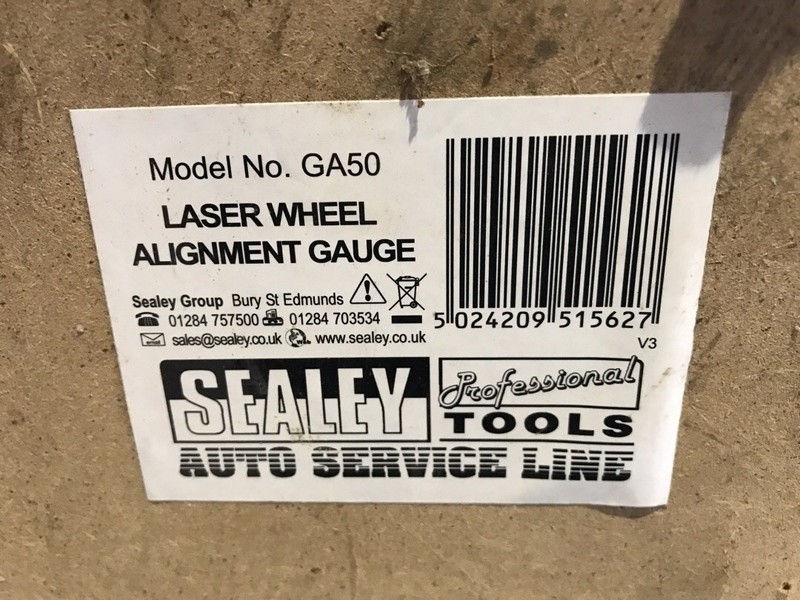 Model No. GA50
LASER WHEEL
ALIGNMENT GAUGE
Sealey Group Bury St Edmunds
01284 757500 01284 703534
sales@sealey.co.uk www.sealey.co.uk
5 024209 515627
V3
SEALEY
Professional
TOOLS
AUTO SERVICE LINE